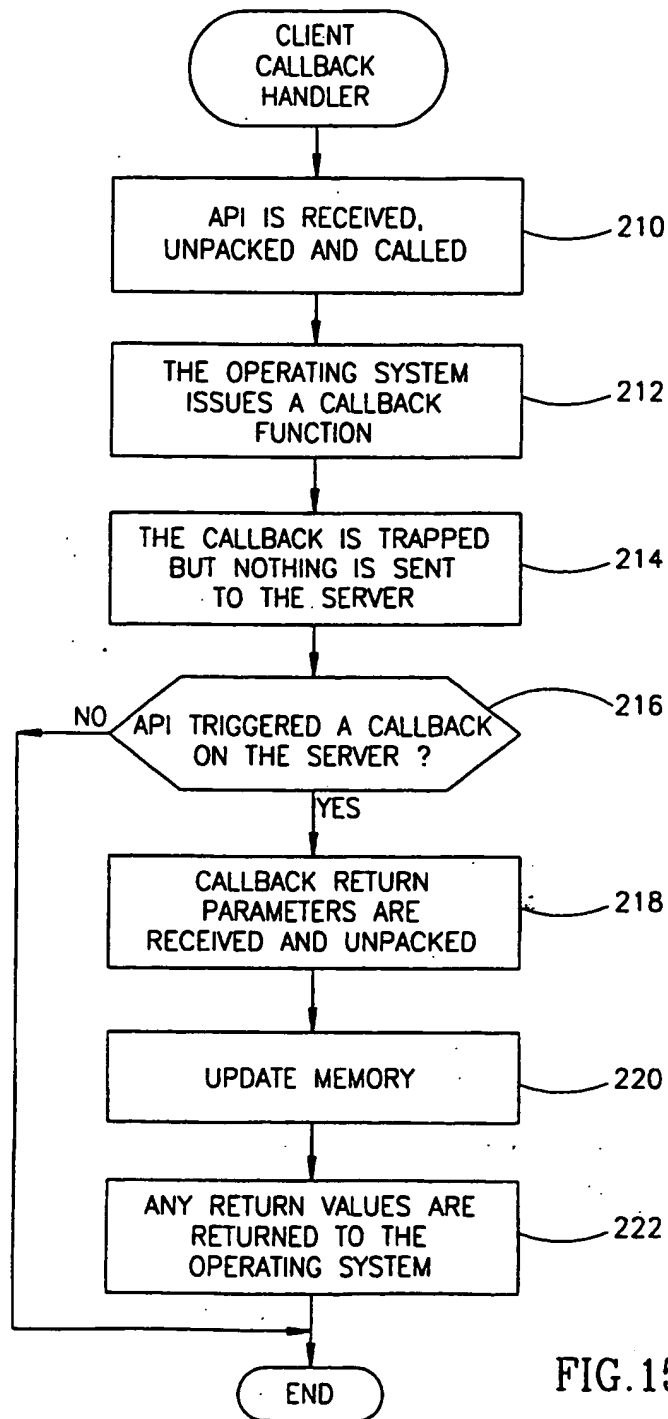 CLIENT
CALLBACK
HANDLER
API IS RECEIVED,
UNPACKED AND CALLED
210
THE OPERATING SYSTEM
ISSUES A CALLBACK
FUNCTION
212
THE CALLBACK IS TRAPPED
BUT NOTHING IS SENT
TO THE SERVER
214
NO
API TRIGGERED A CALLBACK
ON THE SERVER ?
216
YES
CALLBACK RETURN
PARAMETERS ARE
RECEIVED AND UNPACKED
218
UPDATE MEMORY
220
ANY RETURN VALUES ARE
RETURNED TO THE
OPERATING SYSTEM
222
END
FIG.15